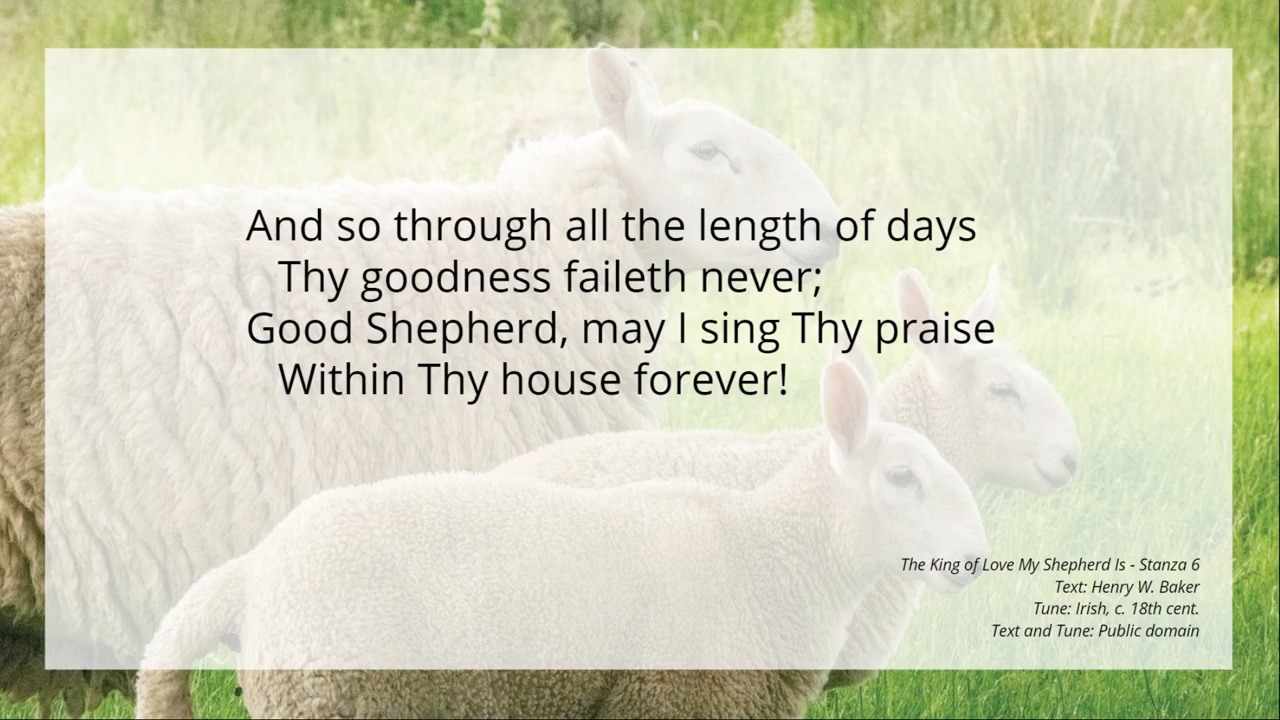 And so through all the length of days
Thy goodness faileth never;
Good Shepherd, may I sing Thy praise
Within Thy house forever!
The King of Love My Shepherd Is - Stanza 6
Text: Henry W. Baker
Tune: Irish, c. 18th cent.
Text and Tune: Public domain